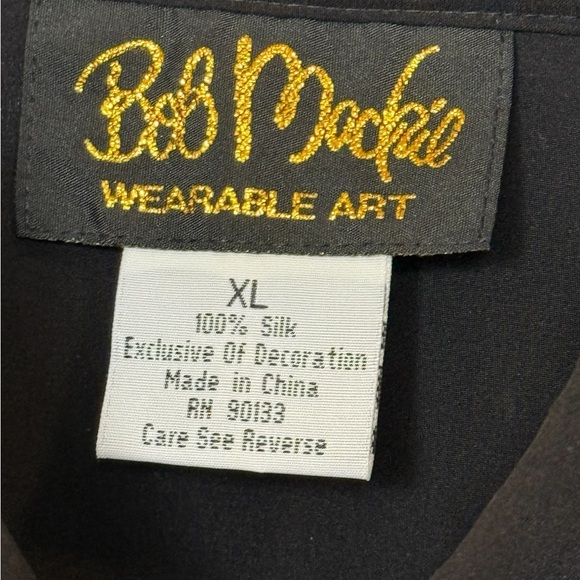 Bob Mackie
WEARABLE ART
XL
100% Silk
Exclusive Of Decoration
Made in China
RN 90133
Care See Reverse